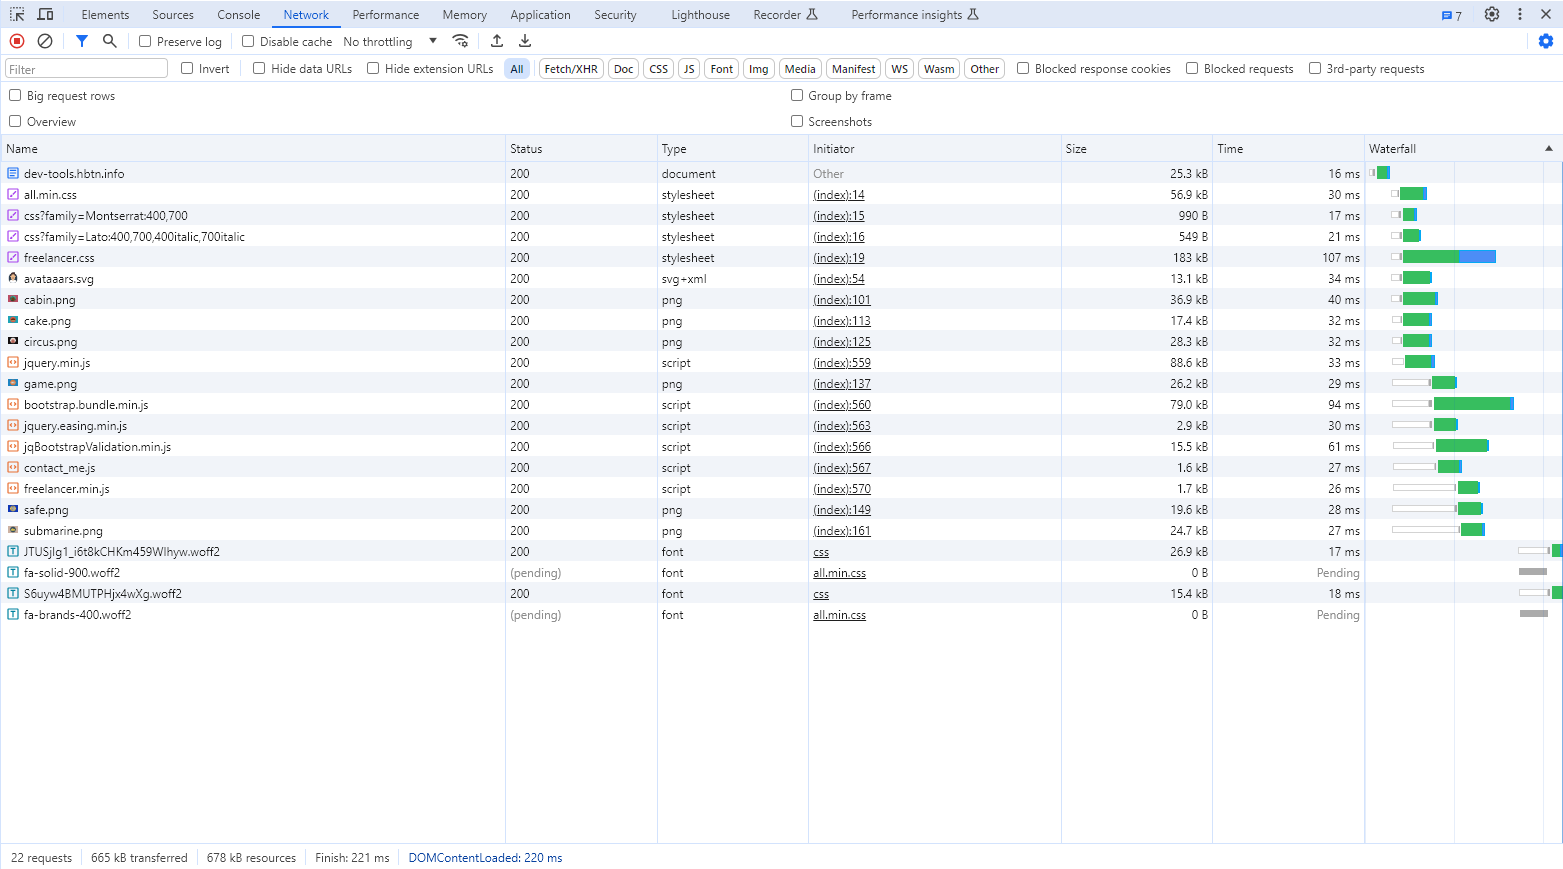 Elements Sources Console Network Performance Memory Application Security Lighthouse Recorder Performance insights 7
Preserve log Disable cache No throttling
Filter Invert Hide data URLs Hide extension URLs All Fetch/XHR Doc CSS JS Font Img Media Manifest WS Wasm Other Blocked response cookies Blocked requests 3rd-party requests
Big request rows Group by frame
Overview Screenshots
Name Status Type Initiator Size Time Waterfall
dev-tools.hbtn.info 200 document Other 25.3 kB 16 ms
all.min.css 200 stylesheet (index):14 56.9 kB 30 ms
css?family=Montserrat:400,700 200 stylesheet (index):15 990 B 17 ms
css?family=Lato:400,700,400italic,700italic 200 stylesheet (index):16 549 B 21 ms
freelancer.css 200 stylesheet (index):19 183 kB 107 ms
avataaars.svg 200 svg+xml (index):54 13.1 kB 34 ms
cabin.png 200 png (index):101 36.9 kB 40 ms
cake.png 200 png (index):113 17.4 kB 32 ms
circus.png 200 png (index):125 28.3 kB 32 ms
jquery.min.js 200 script (index):559 88.6 kB 33 ms
game.png 200 png (index):137 26.2 kB 29 ms
bootstrap.bundle.min.js 200 script (index):560 79.0 kB 94 ms
jquery.easing.min.js 200 script (index):563 2.9 kB 30 ms
jqBootstrapValidation.min.js 200 script (index):566 15.5 kB 61 ms
contact_me.js 200 script (index):567 1.6 kB 27 ms
freelancer.min.js 200 script (index):570 1.7 kB 26 ms
safe.png 200 png (index):149 19.6 kB 28 ms
submarine.png 200 png (index):161 24.7 kB 27 ms
JTUSjIg1_i6t8kCHKm459Wlhyw.woff2 200 font css 26.9 kB 17 ms
fa-solid-900.woff2 (pending) font all.min.css 0 B Pending
S6uyw4BMUTPHjx4wXg.woff2 200 font css 15.4 kB 18 ms
fa-brands-400.woff2 (pending) font all.min.css 0 B Pending
22 requests 665 kB transferred 678 kB resources Finish: 221 ms DOMContentLoaded: 220 ms